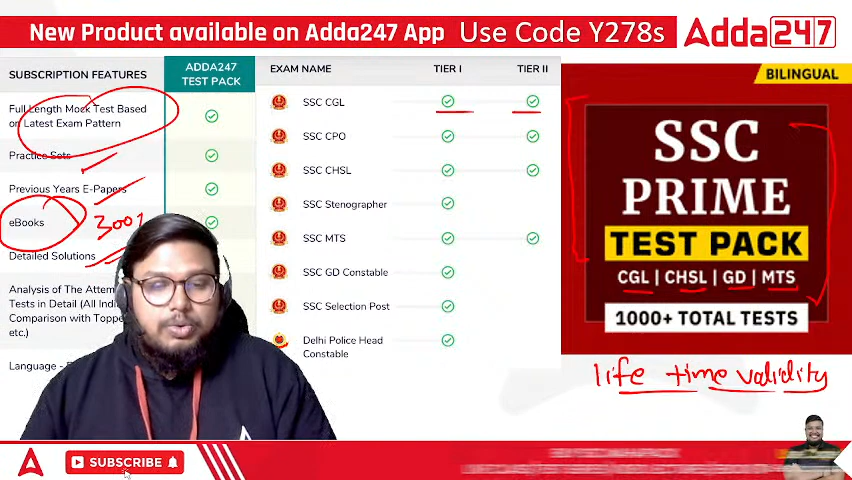 New Product available on Adda247 App
Use Code Y278s
Adda247
SUBSCRIPTION FEATURES
ADDA247
TEST PACK
EXAM NAME
TIER I
TIER II
Full Length Mock Test Based
on Latest Exam Pattern
Practice Sets
Previous Years E-Papers
eBooks
Detailed Solutions
Analysis of The
Tests in Detail (All
Comparison with
etc.)
Language -
SSC CGL
SSC CPO
SSC CHSL
SSC Stenographer
SSC MTS
SSC GD Constable
SSC Selection Post
Delhi Police Head
Constable
BILINGUAL
SSC
PRIME
TEST PACK
CGL | CHSL | GD | MTS
1000+ TOTAL TESTS
life time validity
SUBSCRIBE